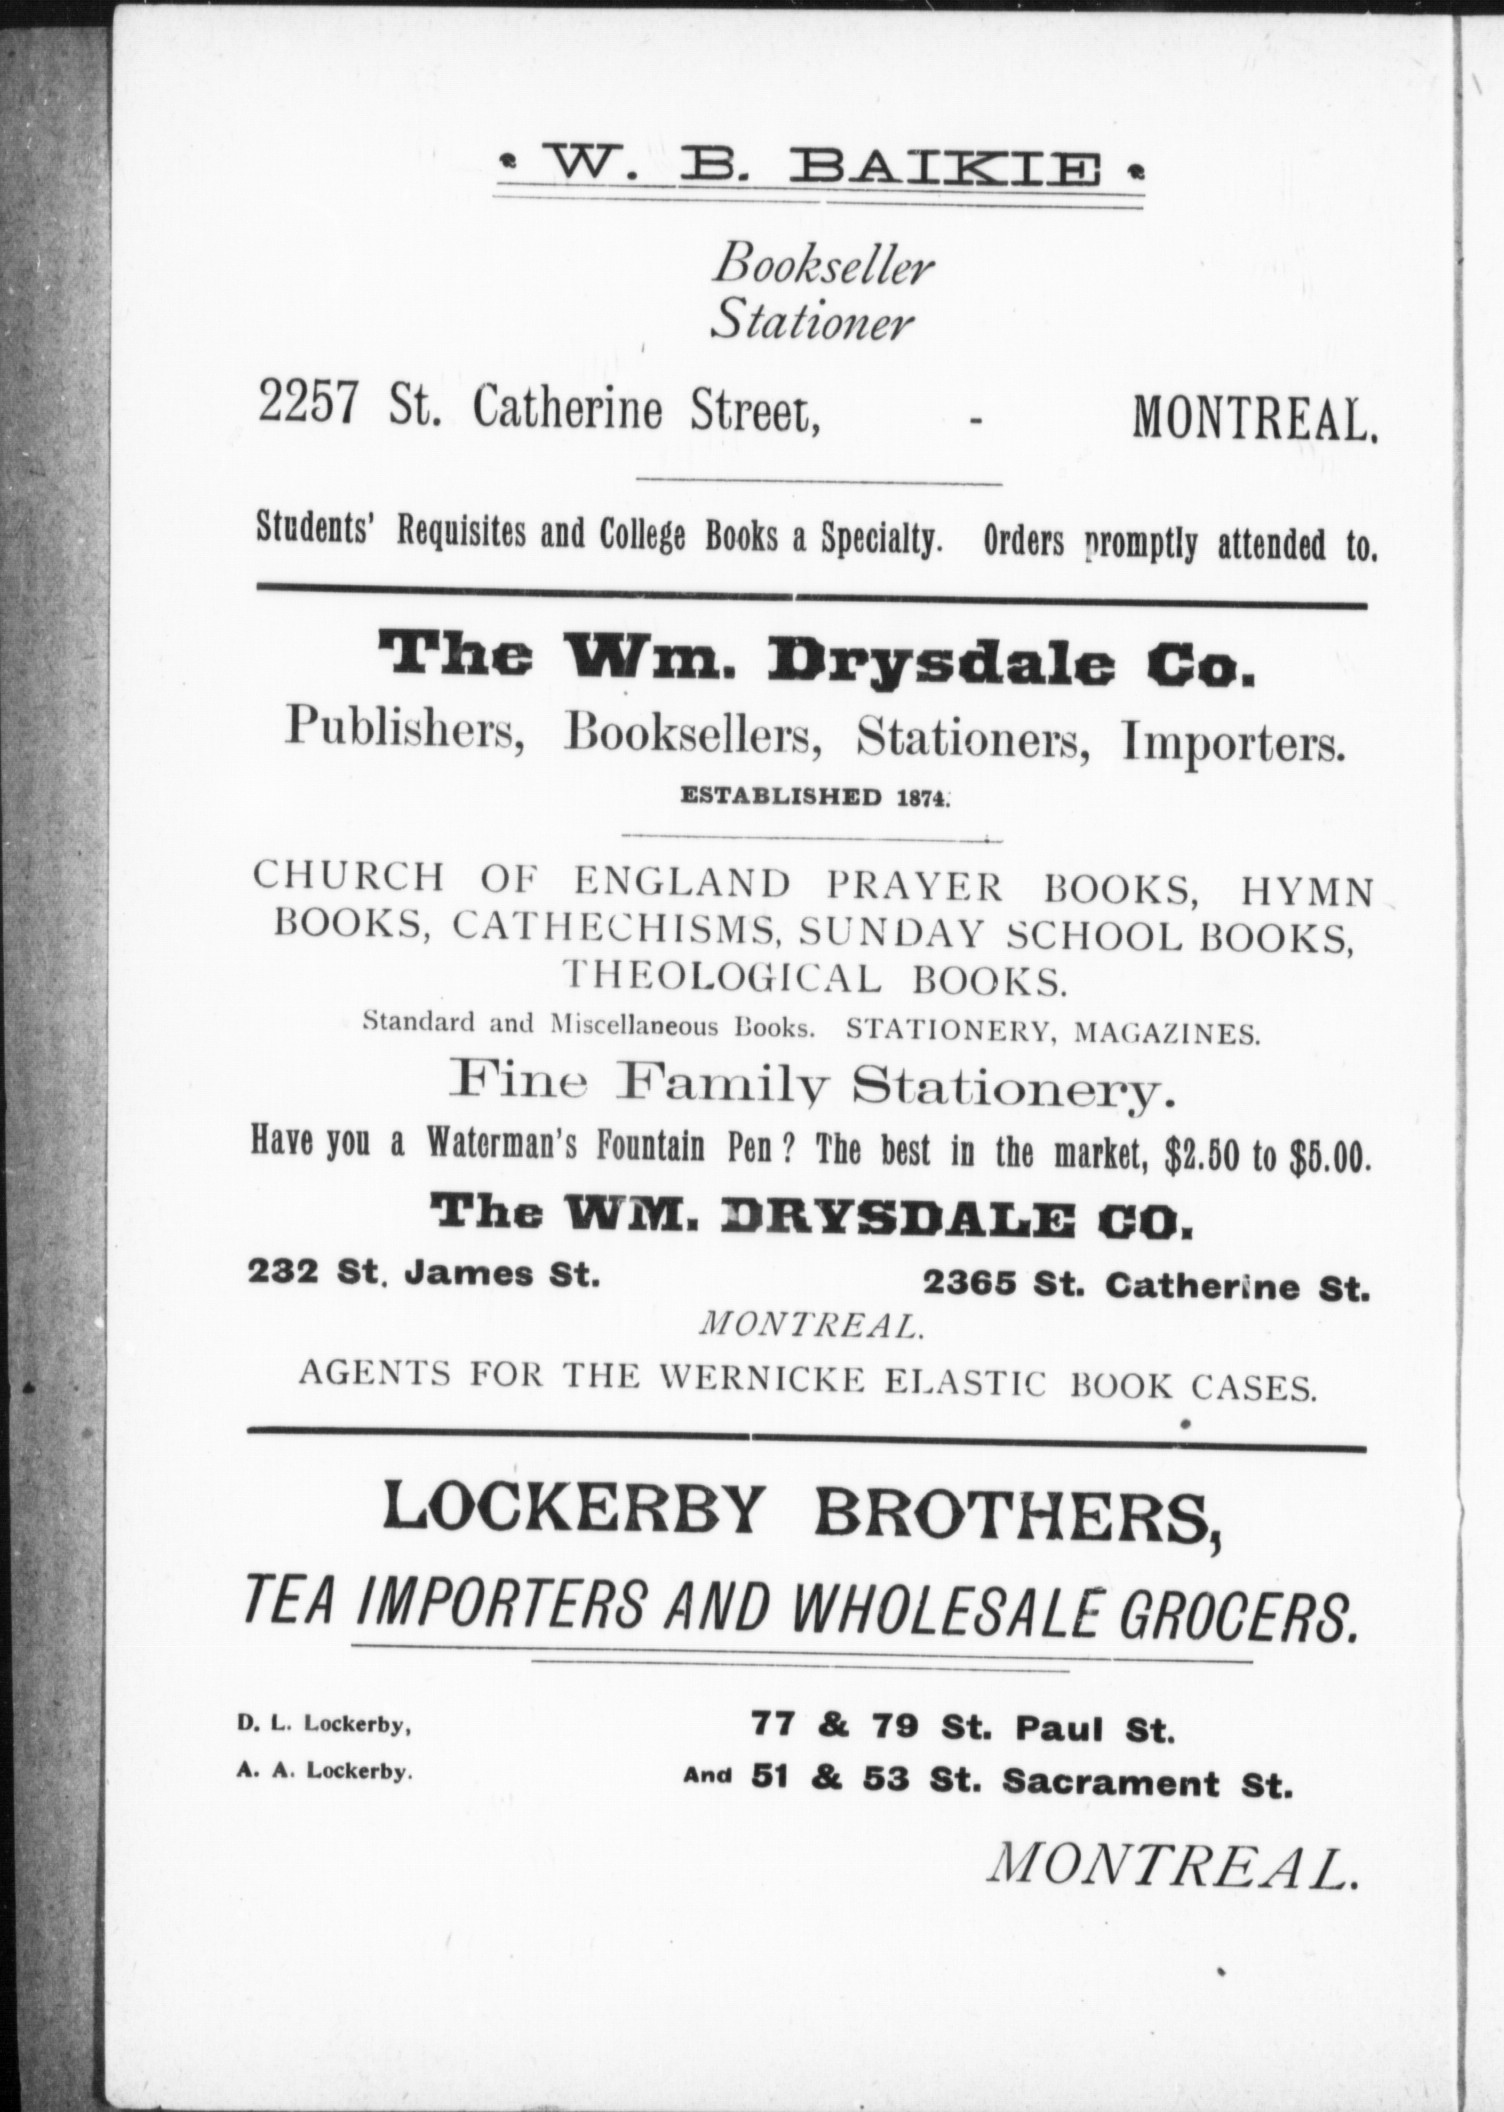 W. B. BAIKIE
Bookseller
Stationer
2257 St. Catherine Street, - MONTREAL.
Students' Requisites and College Books a Specialty. Orders promptly attended to.
The Wm. Drysdale Co.
Publishers, Booksellers, Stationers, Importers.
ESTABLISHED 1874.
CHURCH OF ENGLAND PRAYER BOOKS, HYMN
BOOKS, CATHECHISMS, SUNDAY SCHOOL BOOKS,
THEOLOGICAL BOOKS.
Standard and Miscellaneous Books. STATIONERY, MAGAZINES.
Fine Family Stationery.
Have you a Waterman's Fountain Pen? The best in the market, $2.50 to $5.00.
The WM. DRYSDALE CO.
232 St. James St. 2365 St. Catherine St.
MONTREAL.
AGENTS FOR THE WERNICKE ELASTIC BOOK CASES.
LOCKERBY BROTHERS,
TEA IMPORTERS AND WHOLESALE GROCERS.
D. L. Lockerby, 77 & 79 St. Paul St.
A. A. Lockerby. And 51 & 53 St. Sacrament St.
MONTREAL.